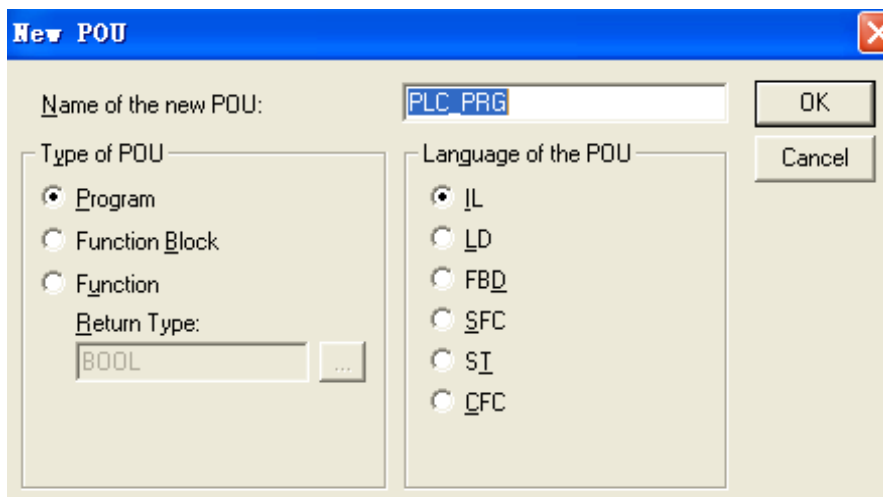 New POU
Name of the new POU:
PLC_PRG
OK
Cancel
Type of POU
Program
Function Block
Function
Return Type:
BOOL
...
Language of the POU
IL
LD
FBD
SFC
ST
CFC